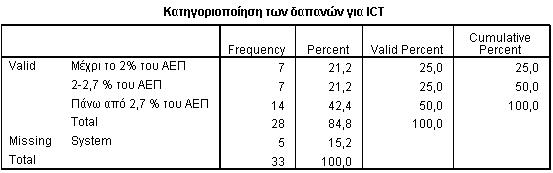 Κατηγοριοποίηση των δαπανών για ICT
Frequency Percent Valid Percent Cumulative Percent
Valid Μέχρι το 2% του ΑΕΠ 7 21,2 25,0 25,0
2-2,7 % του ΑΕΠ 7 21,2 25,0 50,0
Πάνω από 2,7 % του ΑΕΠ 14 42,4 50,0 100,0
Total 28 84,8 100,0
Missing System 5 15,2
Total 33 100,0